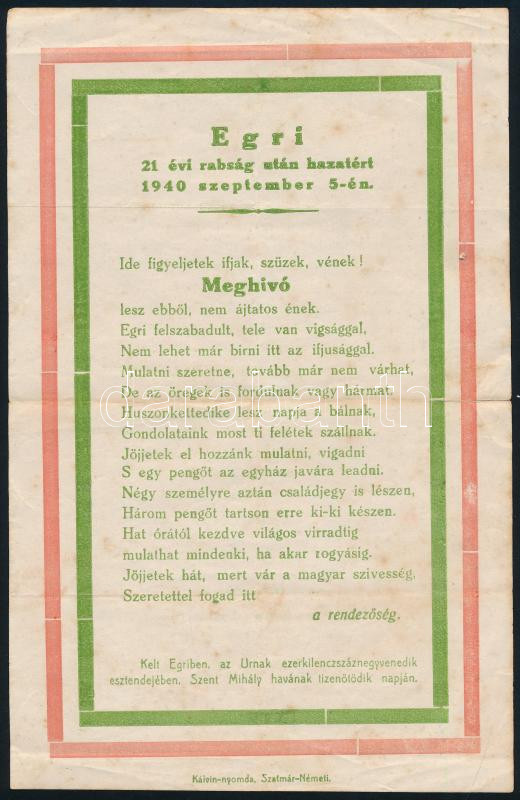 Egri
21 évi rabság után hazatért
1940 szeptember 5-én.
Ide figyeljetek ifjak, szüzek, vének!
Meghivó
lesz ebből, nem ájtatos ének.
Egri felszabadult, tele van vigsággal,
Nem lehet már birni itt az ifjusággal.
Mulatni szeretne, tovább már nem várhat,
De az öregek is fordulnak vagy hármat.
Huszonkettedike lesz napja a bálnak,
Gondolataink most ti felétek szállnak.
Jöjjetek el hozzánk mulatni, vigadni
S egy pengőt az egyház javára leadni.
Négy személyre aztán családjegy is lészen,
Három pengőt tartson erre ki-ki készen.
Hat órától kezdve világos virradtig
mulathat mindenki, ha akar rogyásig.
Jöjjetek hát, mert vár a magyar szivesség,
Szeretettel fogad itt
a rendezőség.
Kelt Egriben, az Urnak ezerkilenczszáznegyvenedik
esztendejében, Szent Mihály havának tizenötödik napján.
Kálvin-nyomda, Szatmár-Németi.
darabanth